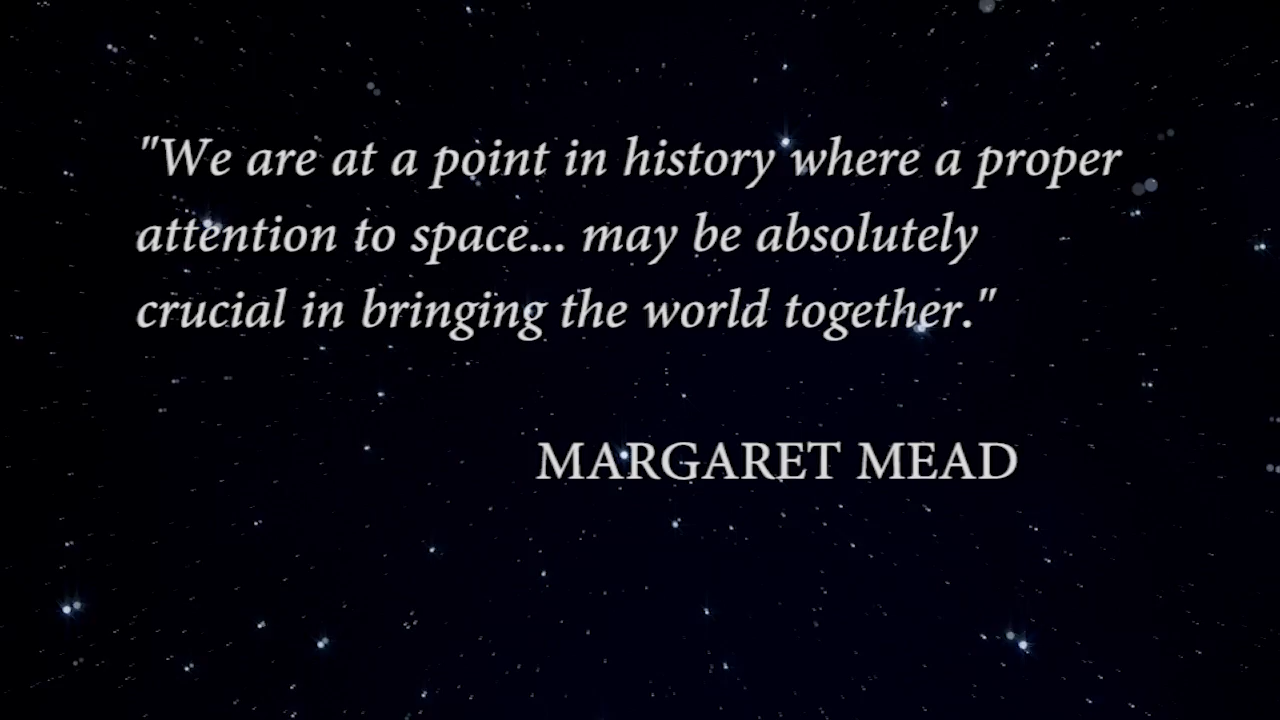 "We are at a point in history where a proper
attention to space... may be absolutely
crucial in bringing the world together."
MARGARET MEAD